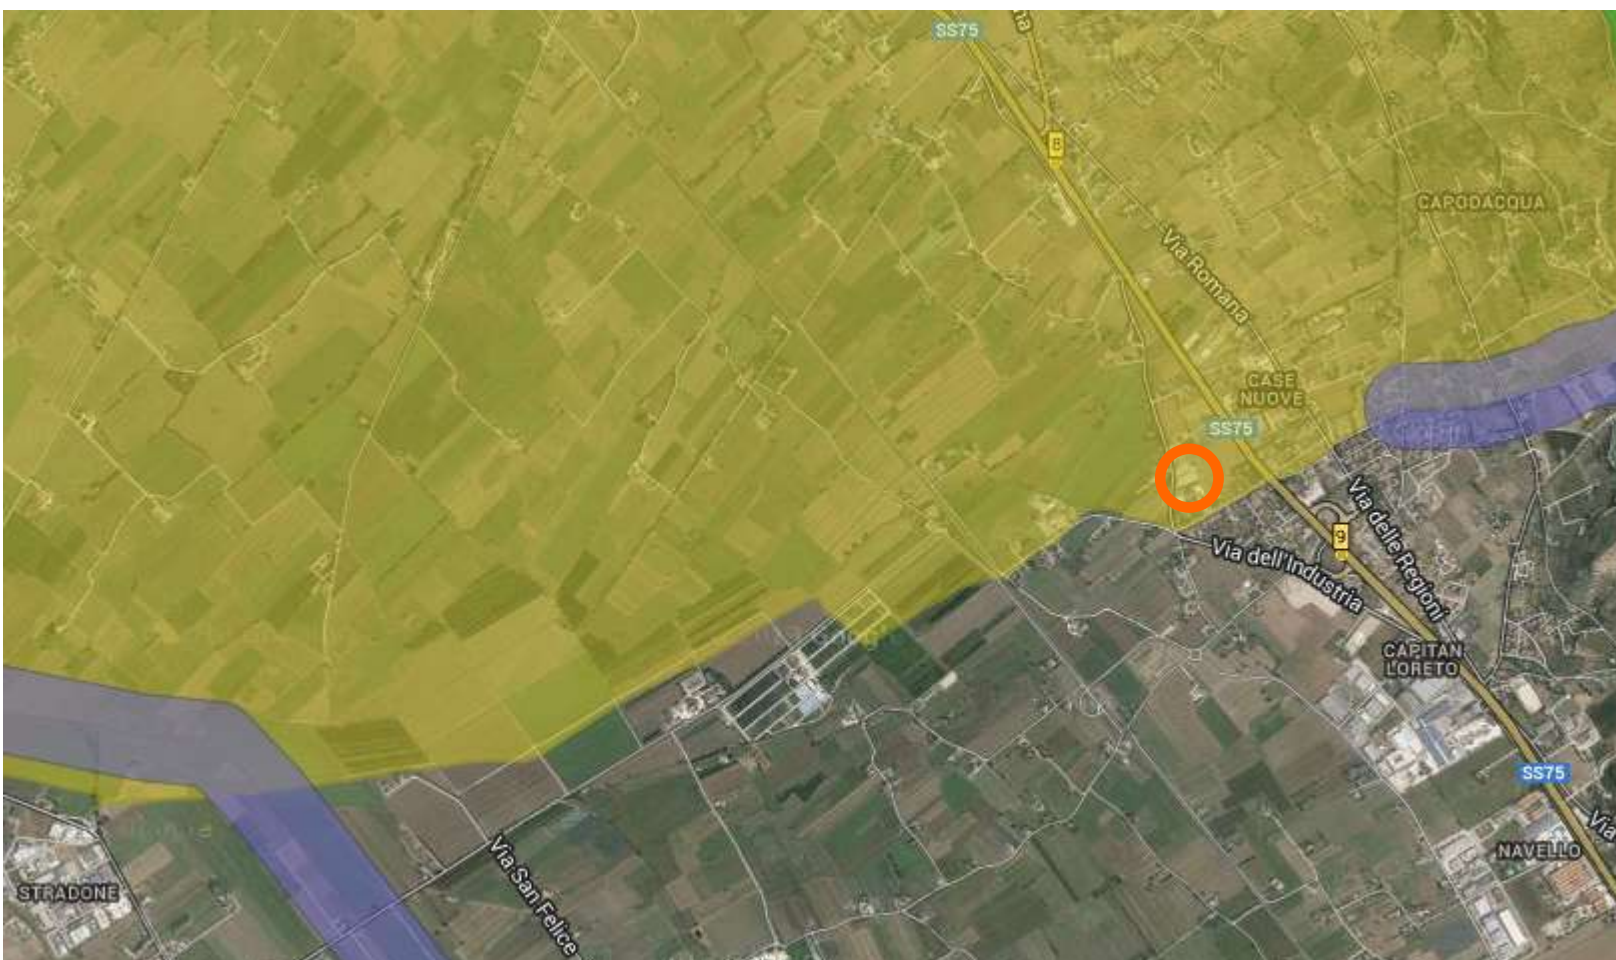 SS75
na
8
CAPODACQUA
Via Romana
CASE
NUOVE
SS75
Via delle Regioni
9
Via dell'Industria
CAPITAN
LORETO
SS75
Via
NAVELLO
STRADONE
Via San Felice